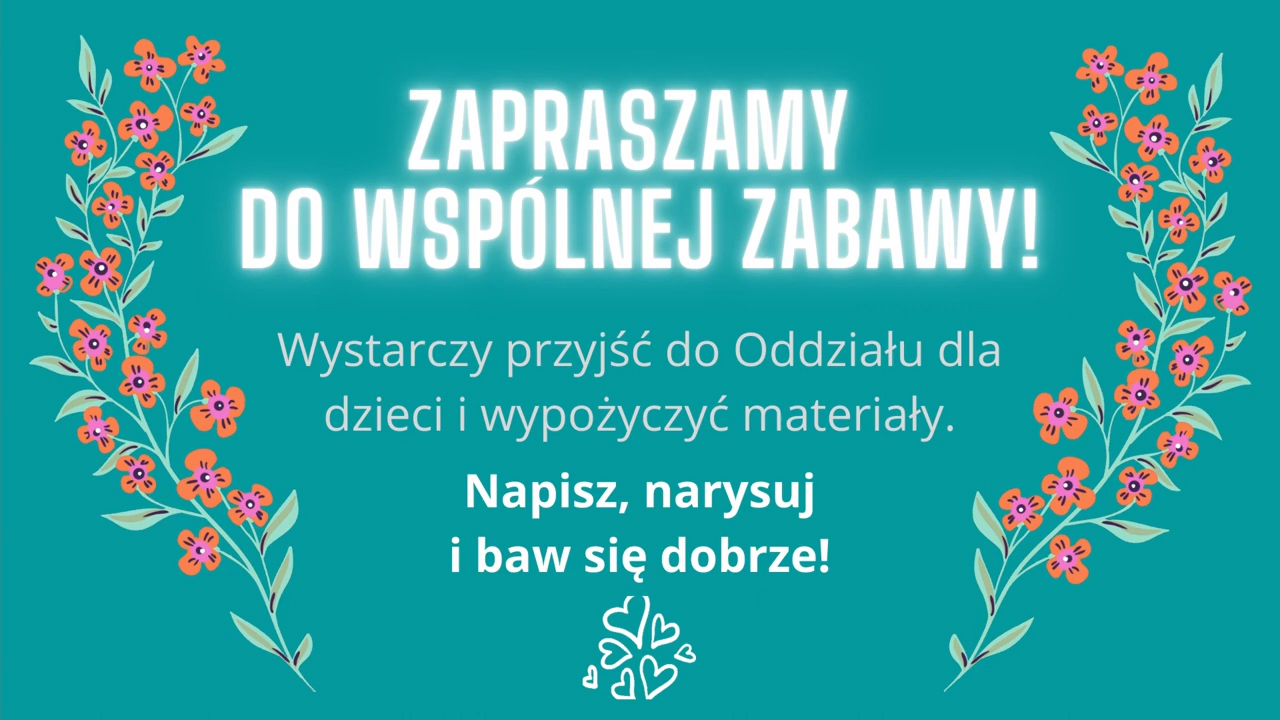 ZAPRASZAMY
DO WSPÓLNEJ ZABAWY!
Wystarczy przyjść do Oddziału dla
dzieci i wypożyczyć materiały.
Napisz, narysuj
i baw się dobrze!